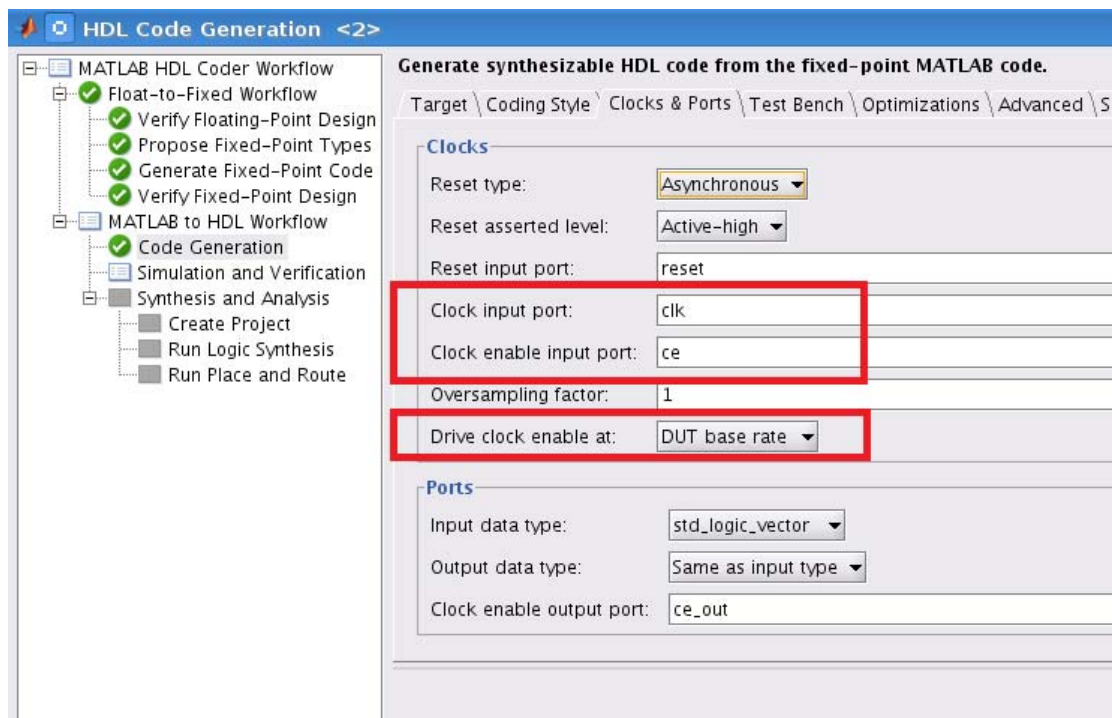 HDL Code Generation <2>
MATLAB HDL Coder Workflow
Float-to-Fixed Workflow
Verify Floating-Point Design
Propose Fixed-Point Types
Generate Fixed-Point Code
Verify Fixed-Point Design
MATLAB to HDL Workflow
Code Generation
Simulation and Verification
Synthesis and Analysis
Create Project
Run Logic Synthesis
Run Place and Route
Generate synthesizable HDL code from the fixed-point MATLAB code.
Target \ Coding Style \ Clocks & Ports \ Test Bench \ Optimizations \ Advanced \ S
Clocks
Reset type: Asynchronous
Reset asserted level: Active-high
Reset input port: reset
Clock input port: clk
Clock enable input port: ce
Oversampling factor: 1
Drive clock enable at: DUT base rate
Ports
Input data type: std_logic_vector
Output data type: Same as input type
Clock enable output port: ce_out